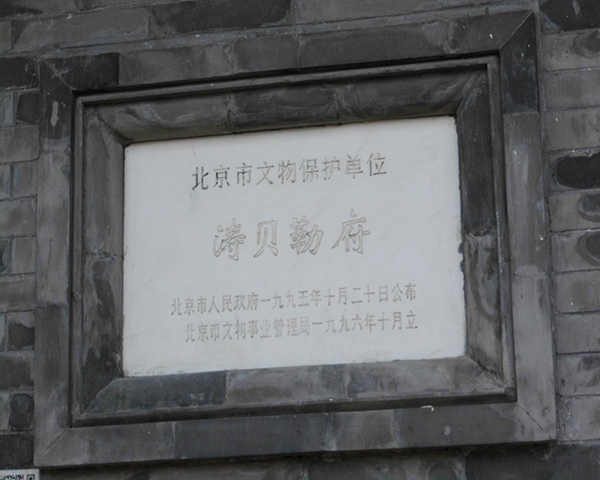 北京市文物保护单位
涛贝勒府
北京市人民政府一九九五年十月二十日公布
北京市文物事业管理局一九九六年十月立